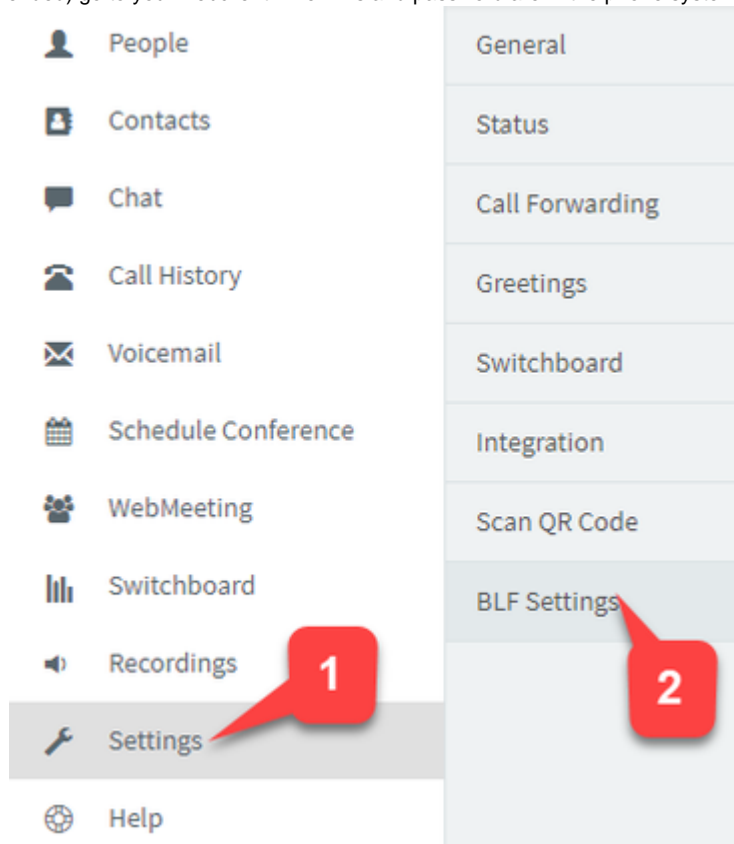 People
Contacts
Chat
Call History
Voicemail
Schedule Conference
WebMeeting
Switchboard
Recordings
Settings
Help
General
Status
Call Forwarding
Greetings
Switchboard
Integration
Scan QR Code
BLF Settings
1
2